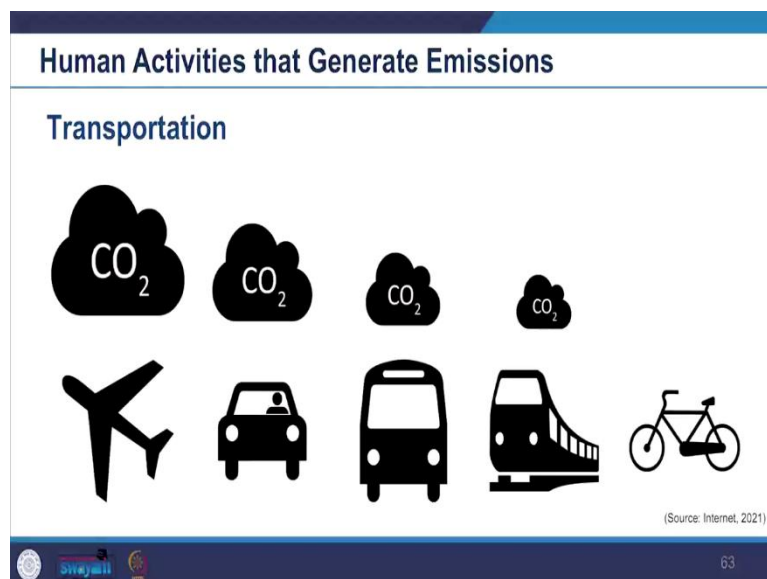 Human Activities that Generate Emissions
Transportation
CO2
CO2
CO2
CO2
(Source: Internet, 2021)
swayam
63